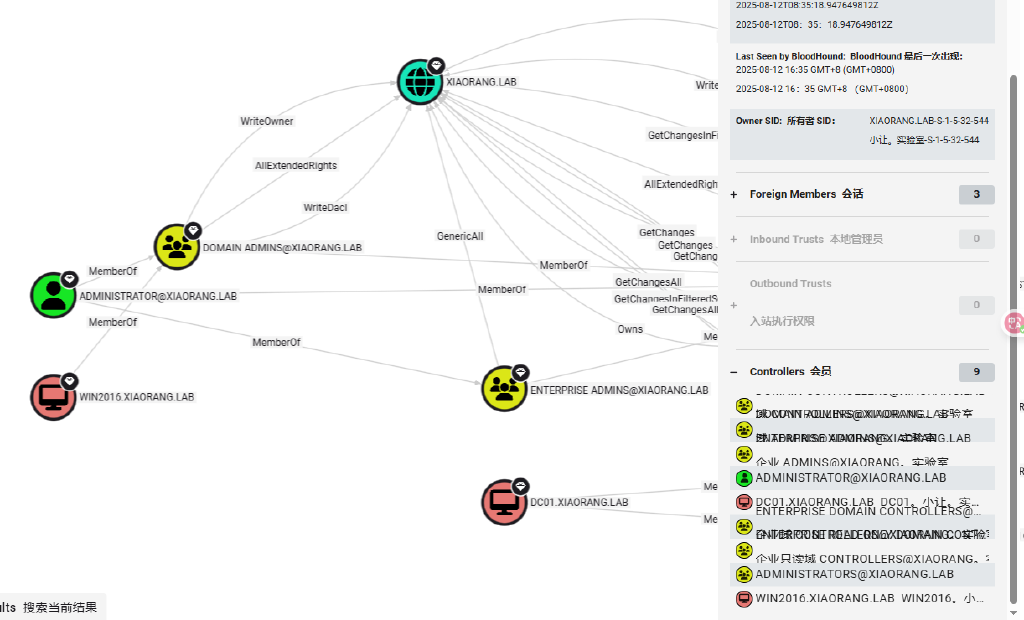 2025-08-12T08:35:18.947649812Z
2025-08-12T08：35：18.947649812Z
Last Seen by BloodHound: BloodHound 最后一次出现:
2025-08-12 16:35 GMT+8 (GMT+0800)
2025-08-12 16：35 GMT+8 （GMT+0800）
Owner SID: 所有者 SID：
XIAORANG.LAB-S-1-5-32-544
小让。实验室-S-1-5-32-544
+ Foreign Members 会话 3
+ Inbound Trusts 本地管理员 0
Outbound Trusts
+ 0
入站执行权限
− Controllers 会员 9
企业 ADMINS@XIAORANG。实验室
ADMINISTRATOR@XIAORANG.LAB
DC01.XIAORANG.LAB DC01。小让。实...
ENTERPRISE DOMAIN CONTROLLERS@...
企业只读域 CONTROLLERS@XIAORANG。
ADMINISTRATORS@XIAORANG.LAB
WIN2016.XIAORANG.LAB WIN2016。小...
XIAORANG.LAB
WriteOwner
AllExtendedRights
WriteDacl
GenericAll
DOMAIN ADMINS@XIAORANG.LAB
MemberOf
ADMINISTRATOR@XIAORANG.LAB
MemberOf
MemberOf
WIN2016.XIAORANG.LAB
MemberOf
MemberOf
ENTERPRISE ADMINS@XIAORANG.LAB
DC01.XIAORANG.LAB
Write
GetChangesInFi
AllExtendedRigh
GetChanges
GetChanges
GetChang
GetChangesAll
GetChangesInFilteredS
GetChangesAll
Owns
Me
Me
Me
lts 搜索当前结果